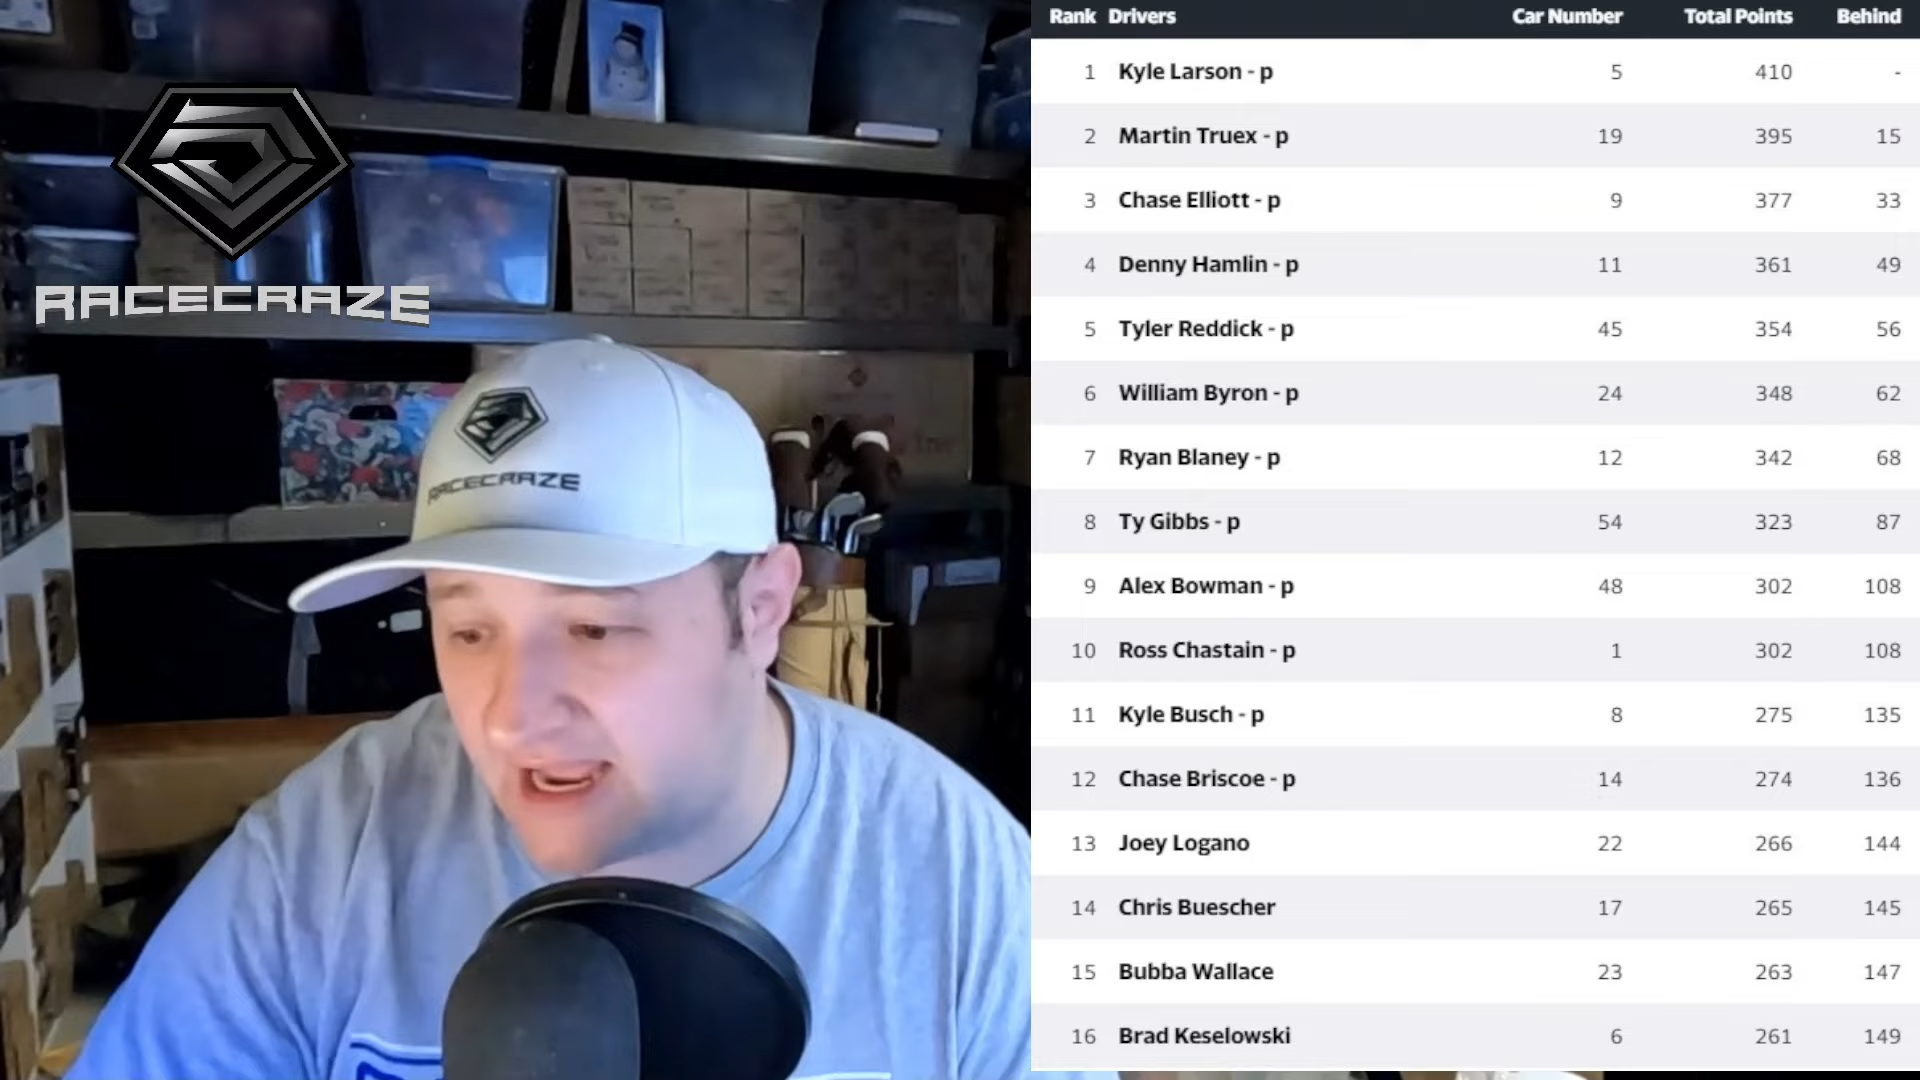 RACECRAZE
RACECRAZE
Rank Drivers Car Number Total Points Behind
1 Kyle Larson - p 5 410 -
2 Martin Truex - p 19 395 15
3 Chase Elliott - p 9 377 33
4 Denny Hamlin - p 11 361 49
5 Tyler Reddick - p 45 354 56
6 William Byron - p 24 348 62
7 Ryan Blaney - p 12 342 68
8 Ty Gibbs - p 54 323 87
9 Alex Bowman - p 48 302 108
10 Ross Chastain - p 1 302 108
11 Kyle Busch - p 8 275 135
12 Chase Briscoe - p 14 274 136
13 Joey Logano 22 266 144
14 Chris Buescher 17 265 145
15 Bubba Wallace 23 263 147
16 Brad Keselowski 6 261 149